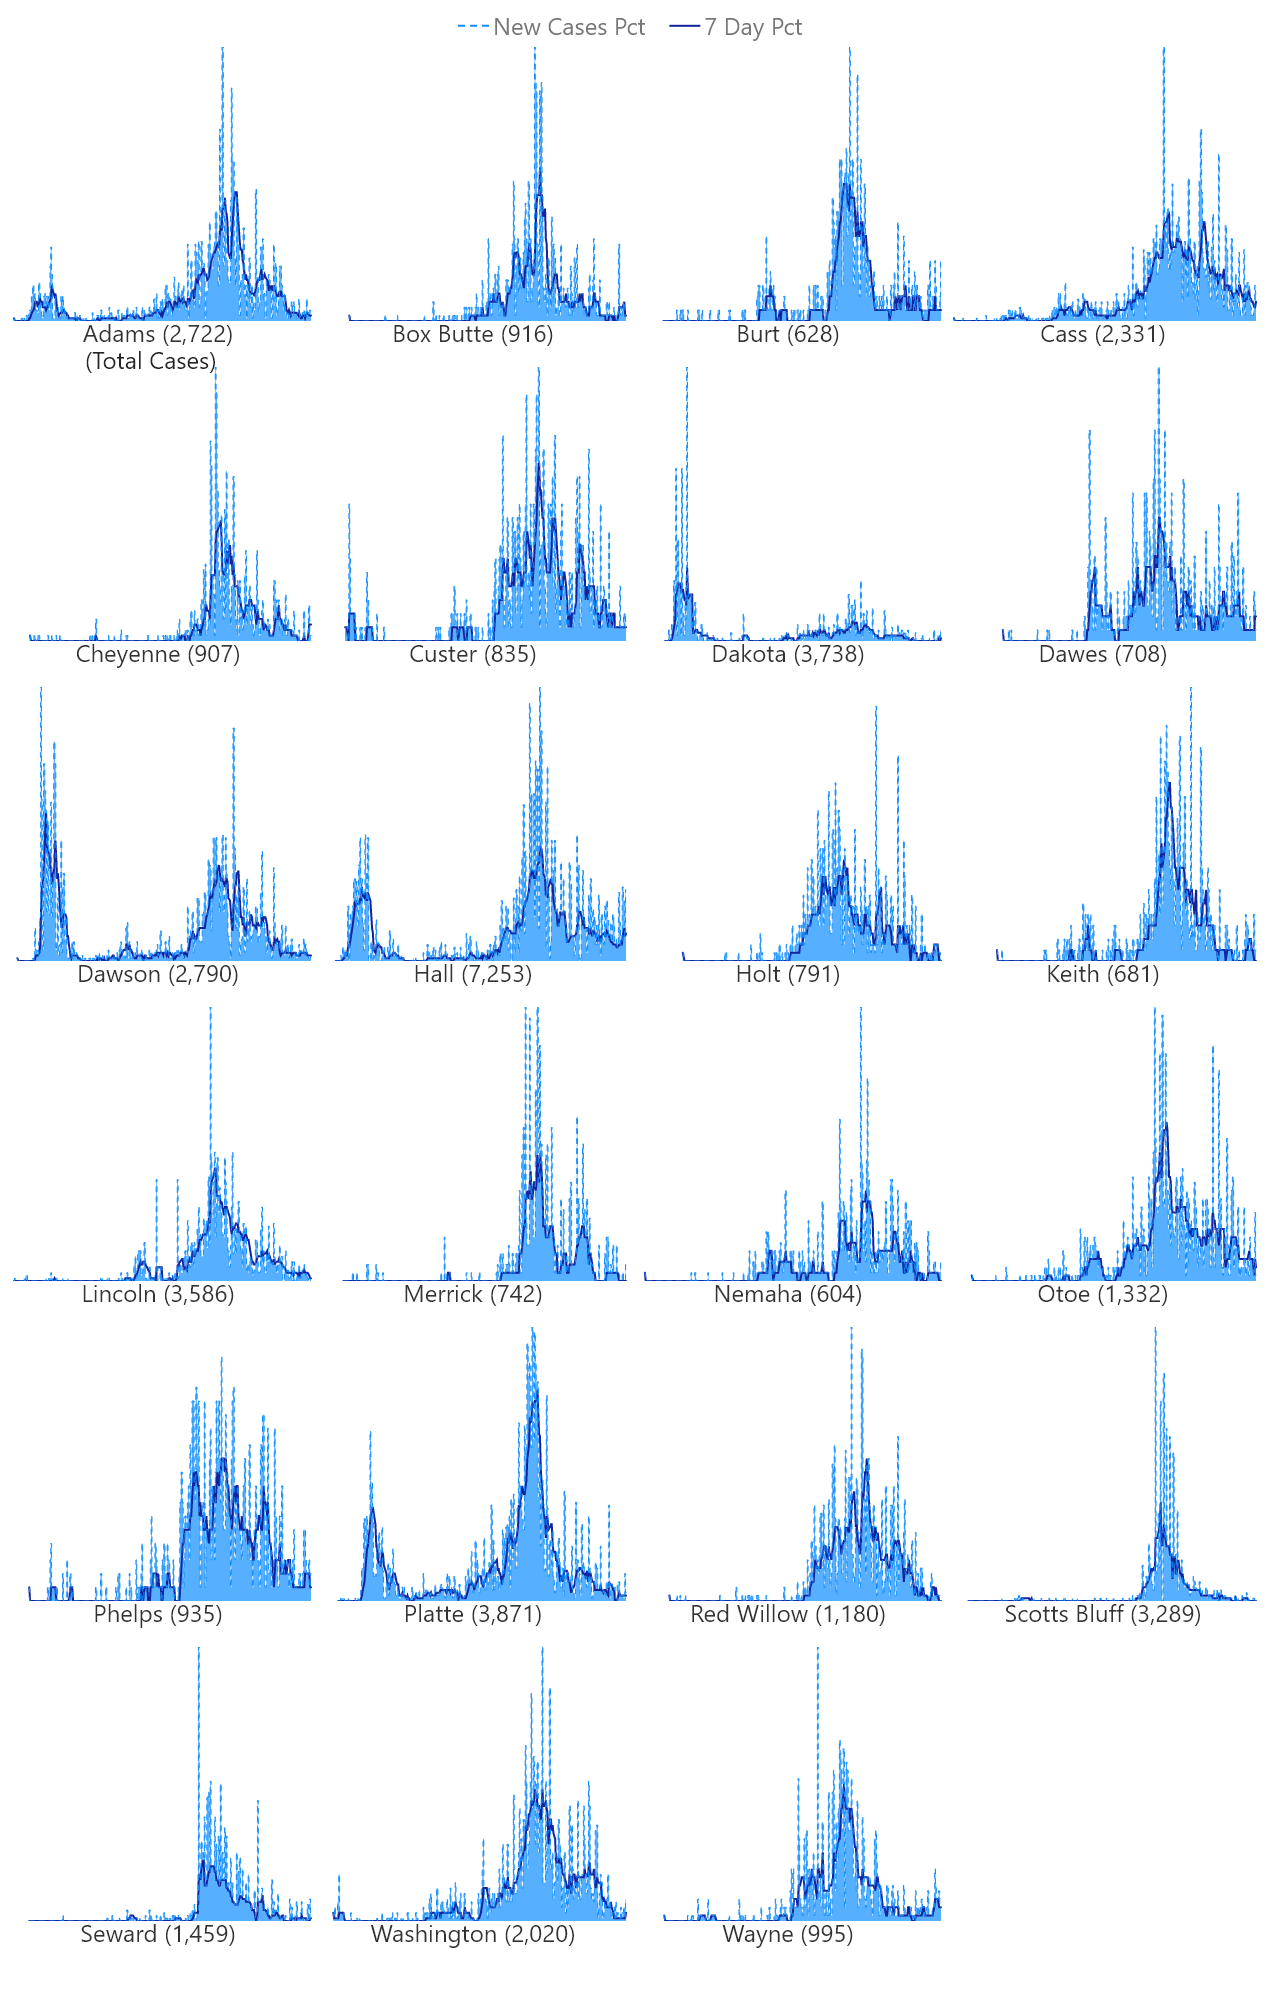 New Cases Pct 7 Day Pct
Adams (2,722) Box Butte (916) Burt (628) Cass (2,331)
(Total Cases)
Cheyenne (907) Custer (835) Dakota (3,738) Dawes (708)
Dawson (2,790) Hall (7,253) Holt (791) Keith (681)
Lincoln (3,586) Merrick (742) Nemaha (604) Otoe (1,332)
Phelps (935) Platte (3,871) Red Willow (1,180) Scotts Bluff (3,289)
Seward (1,459) Washington (2,020) Wayne (995)